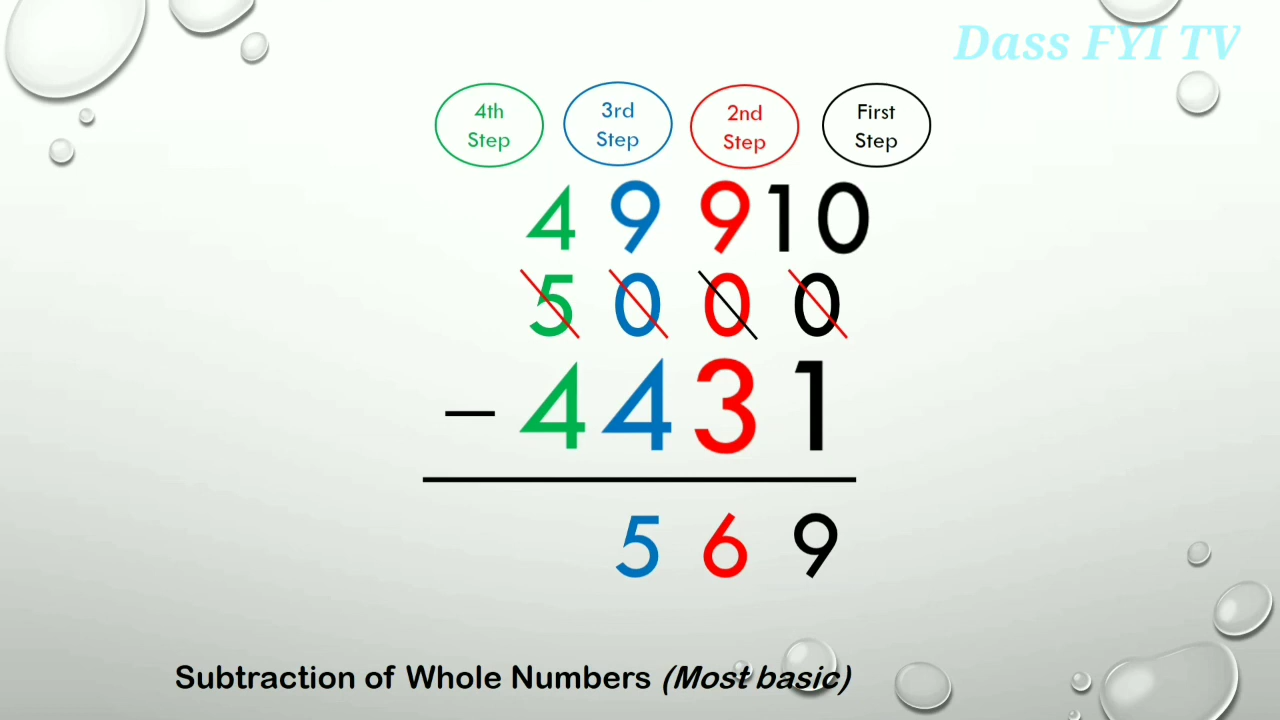 Dass FYI TV
4th Step 3rd Step 2nd Step First Step
4 9 9 10
5 0 0 0
− 4 4 3 1
5 6 9
Subtraction of Whole Numbers (Most basic)